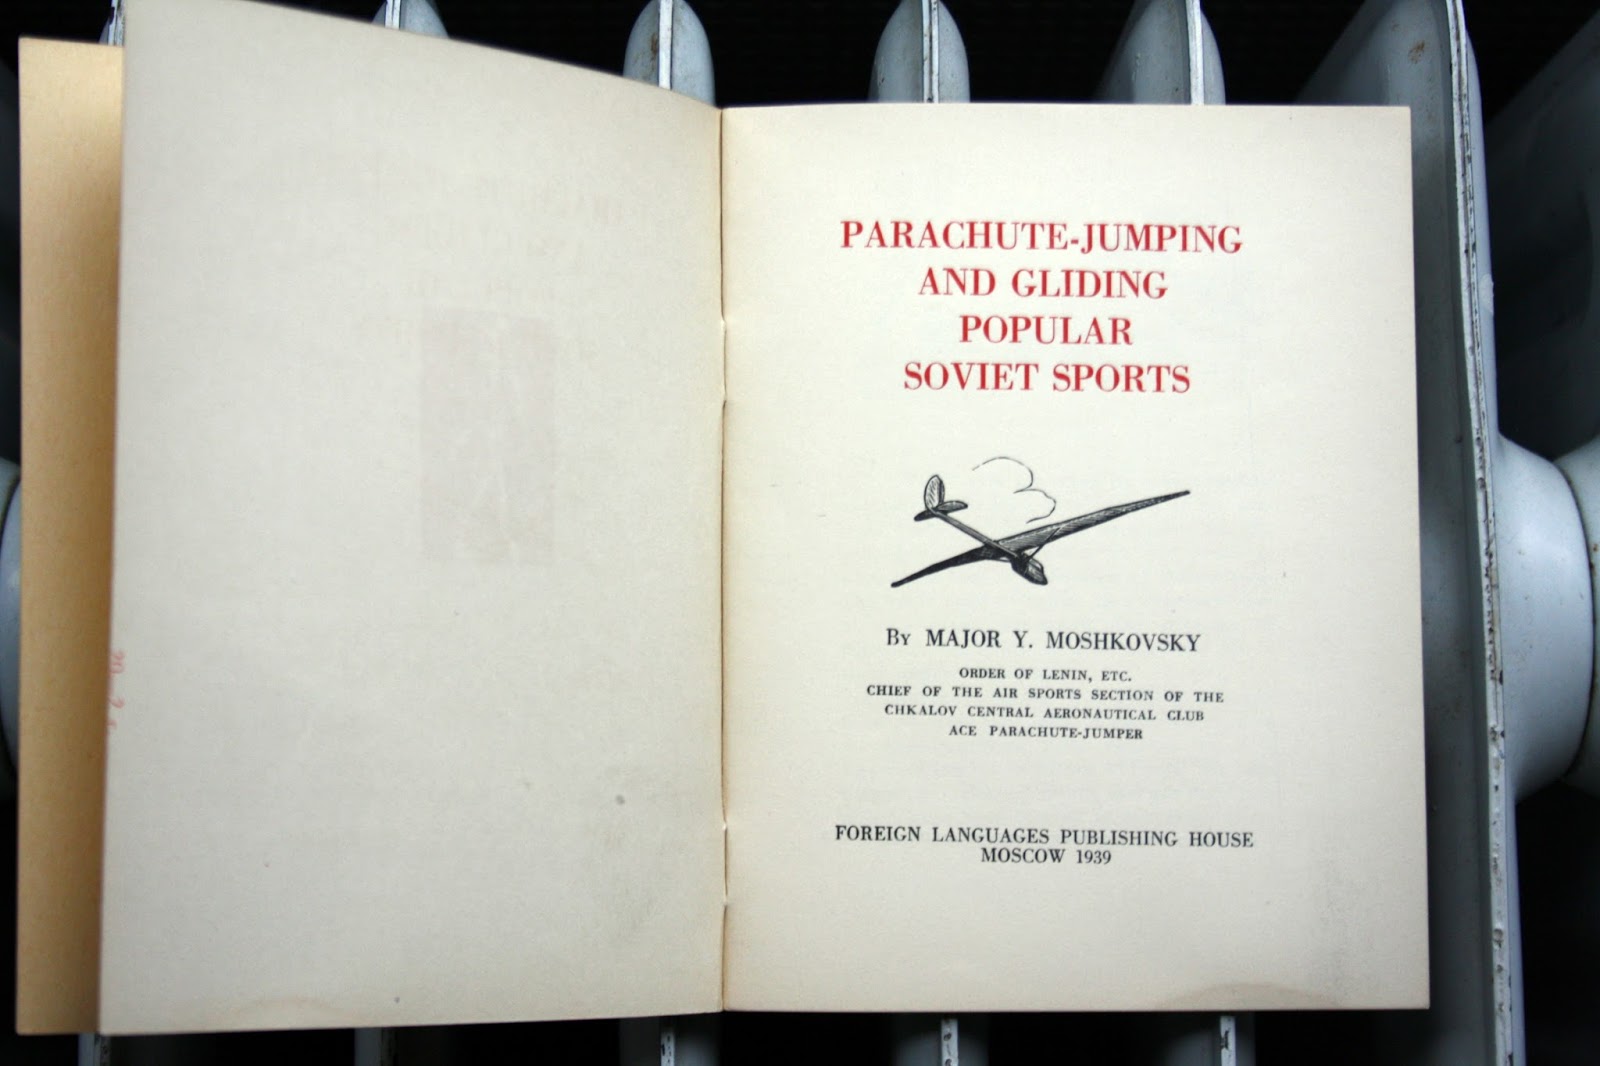 PARACHUTE-JUMPING
AND GLIDING
POPULAR
SOVIET SPORTS
By MAJOR Y. MOSHKOVSKY
ORDER OF LENIN, ETC.
CHIEF OF THE AIR SPORTS SECTION OF THE
CHKALOV CENTRAL AERONAUTICAL CLUB
ACE PARACHUTE-JUMPER
FOREIGN LANGUAGES PUBLISHING HOUSE
MOSCOW 1939